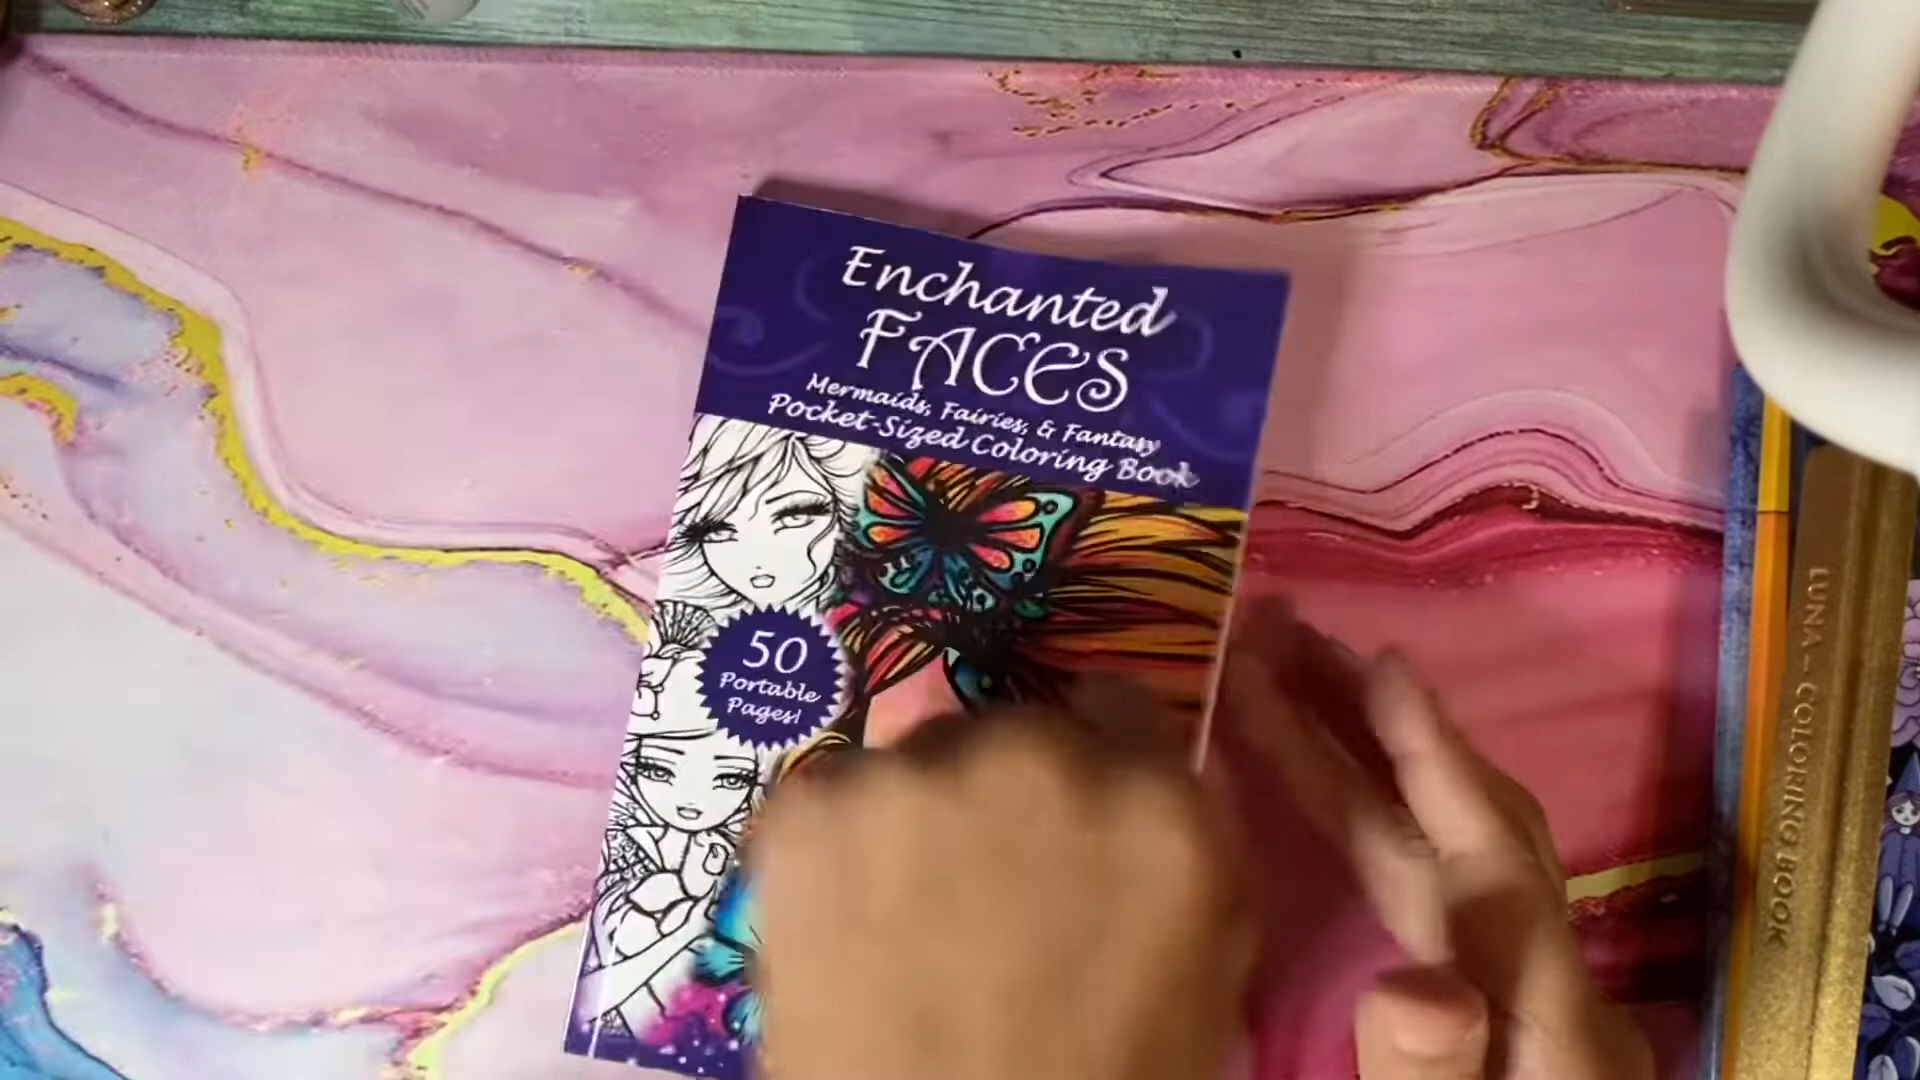 Enchanted
FACES
Mermaids, Fairies, & Fantasy
Pocket-Sized Coloring Book
50
Portable
Pages!
LUNA - COLORING BOOK